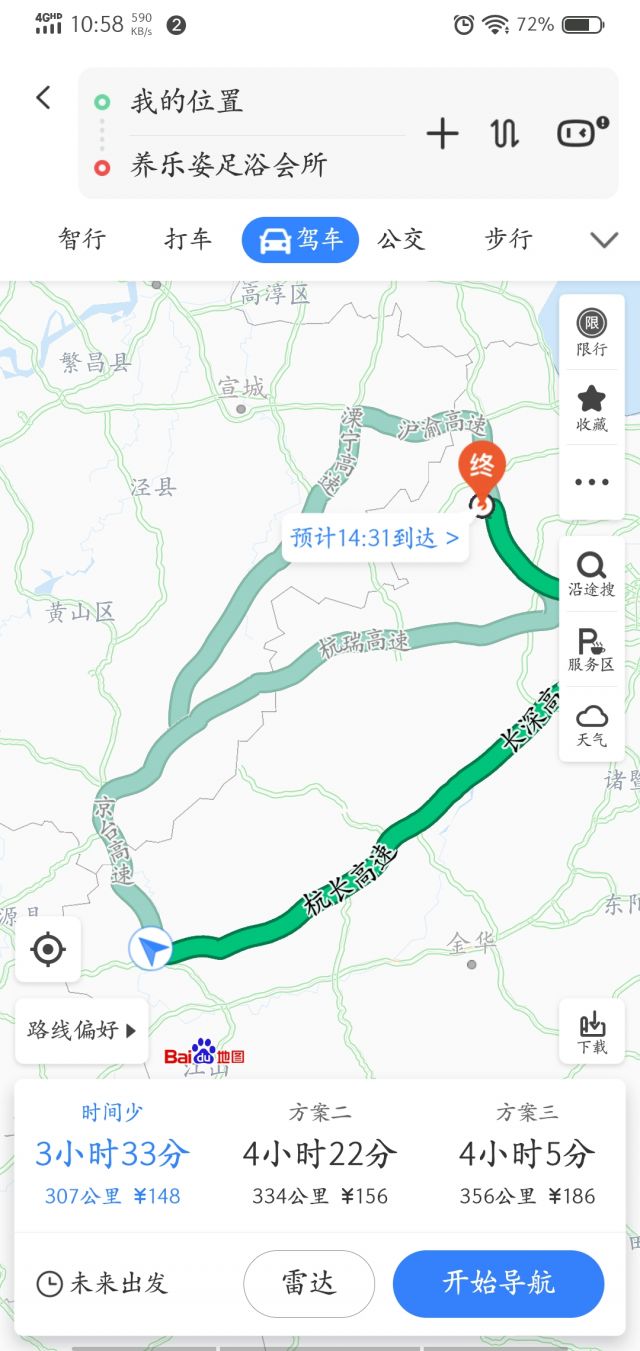 4GHD 10:58 590 KB/s 2 72%
我的位置
养乐姿足浴会所
智行 打车 驾车 公交 步行
高淳区
限
限行
繁昌县
宣城
收藏
溧宁高速
沪渝高速
终
泾县
预计14:31到达 >
沿途搜
黄山区
杭瑞高速
P
服务区
长深高
天气
诸暨
京台高速
杭长高速
东阳
源县
金华
路线偏好
下载
Bai du 地图
江山
时间少 方案二 方案三
3小时33分 4小时22分 4小时5分
307公里 ¥148 334公里 ¥156 356公里 ¥186
未来出发 雷达 开始导航